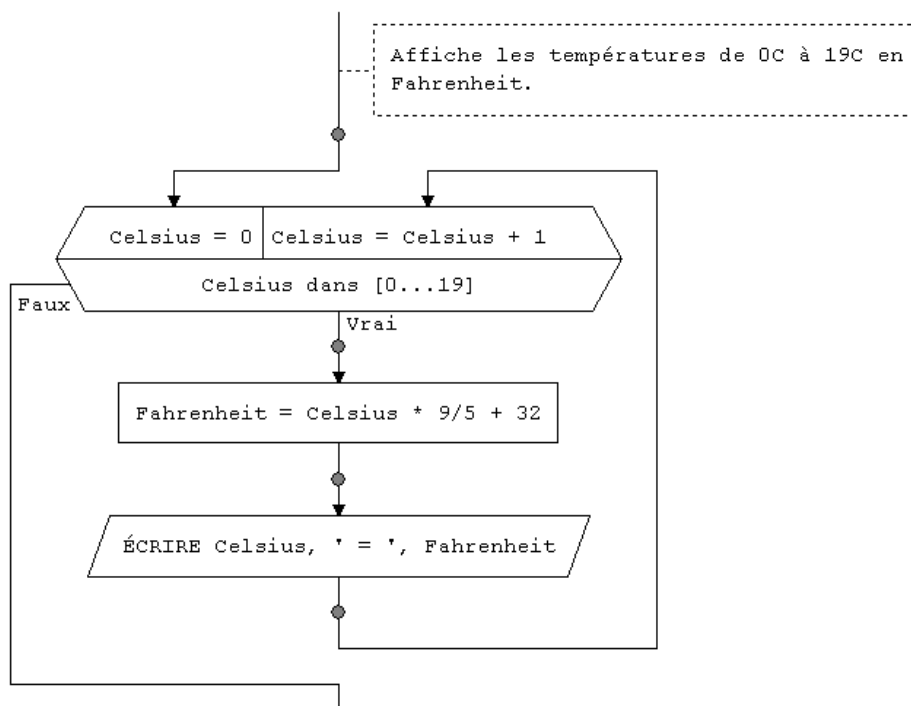 Affiche les températures de 0C à 19C en
Fahrenheit.
Celsius = 0
Celsius = Celsius + 1
Celsius dans [0...19]
Faux
Vrai
Fahrenheit = Celsius * 9/5 + 32
ÉCRIRE Celsius, ' = ', Fahrenheit